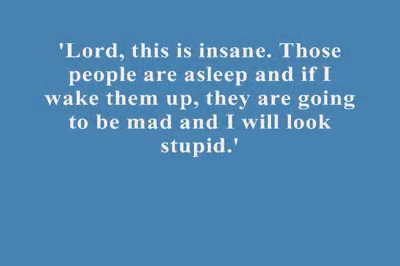 'Lord, this is insane. Those
people are asleep and if I
wake them up, they are going
to be mad and I will look
stupid.'